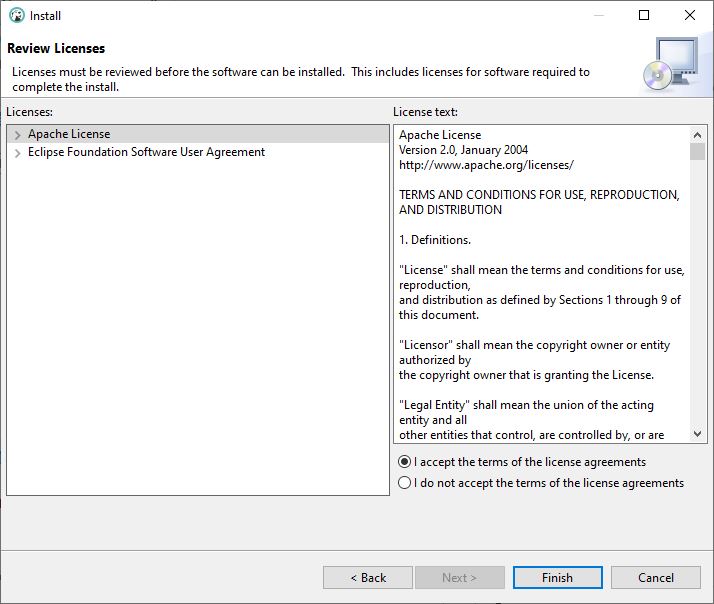 Install
Review Licenses
Licenses must be reviewed before the software can be installed.  This includes licenses for software required to
complete the install.
Licenses:
Apache License
Eclipse Foundation Software User Agreement
License text:
Apache License
Version 2.0, January 2004
http://www.apache.org/licenses/
TERMS AND CONDITIONS FOR USE, REPRODUCTION,
AND DISTRIBUTION
1. Definitions.
"License" shall mean the terms and conditions for use,
reproduction,
and distribution as defined by Sections 1 through 9 of
this document.
"Licensor" shall mean the copyright owner or entity
authorized by
the copyright owner that is granting the License.
"Legal Entity" shall mean the union of the acting
entity and all
other entities that control, are controlled by, or are
I accept the terms of the license agreements
I do not accept the terms of the license agreements
< Back
Next >
Finish
Cancel